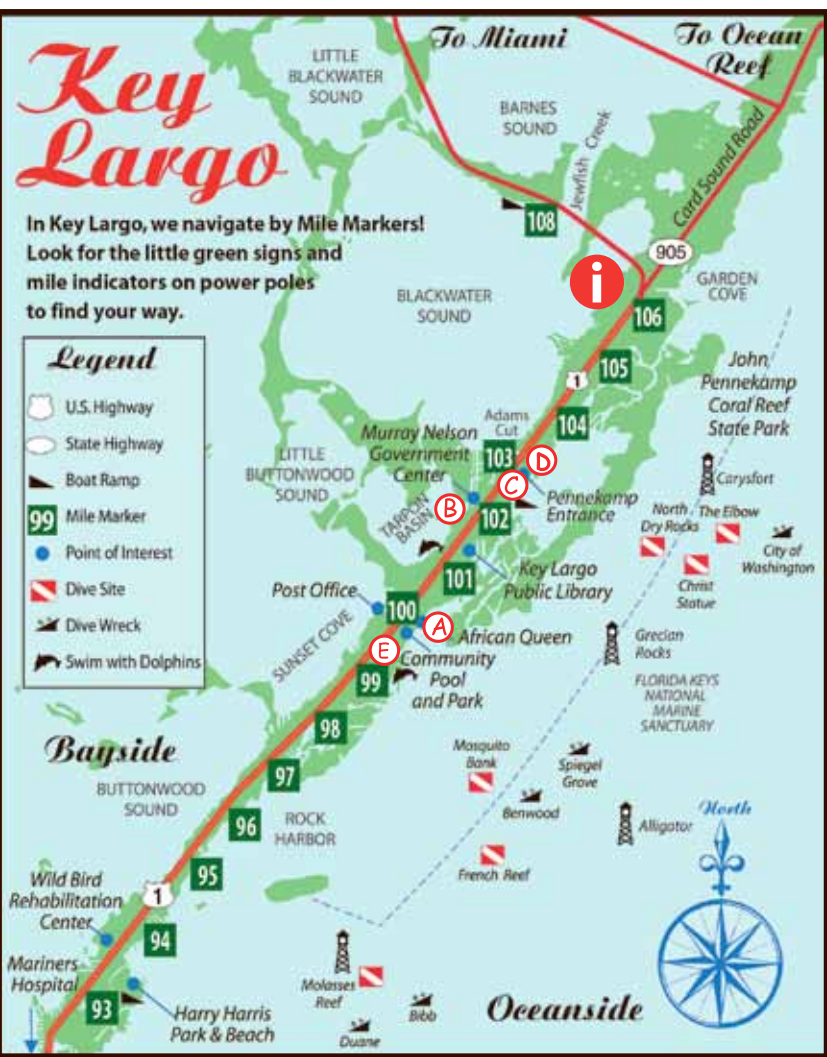 Key
Largo
In Key Largo, we navigate by Mile Markers!
Look for the little green signs and
mile indicators on power poles
to find your way.
Legend
U.S. Highway
State Highway
Boat Ramp
99 Mile Marker
Point of Interest
Dive Site
Dive Wreck
Swim with Dolphins
To Miami
To Ocean
Reef
LITTLE
BLACKWATER
SOUND
BARNES
SOUND
Jewfish Creek
Card Sound Road
108
905
i
GARDEN
COVE
BLACKWATER
SOUND
106
105
1
104
John
Pennekamp
Coral Reef
State Park
Adams
Cut
Murray Nelson
Government
Center
103
D
C
B
102
Pennekamp
Entrance
LITTLE
BUTTONWOOD
SOUND
TARPON
BASIN
Carysfort
North
Dry Rocks
The Elbow
City of
Washington
Christ
Statue
101
Key Largo
Public Library
Post Office
100
A
African Queen
E
Community
Pool
and Park
SUNSET COVE
99
Grecian
Rocks
FLORIDA KEYS
NATIONAL
MARINE
SANCTUARY
98
Bayside
BUTTONWOOD
SOUND
97
96
ROCK
HARBOR
95
Mosquito
Bank
Spiegel
Grove
Benwood
Alligator
French Reef
North
1
Wild Bird
Rehabilitation
Center
94
Mariners
Hospital
93
Harry Harris
Park & Beach
Molasses
Reef
Bibb
Duane
Oceanside